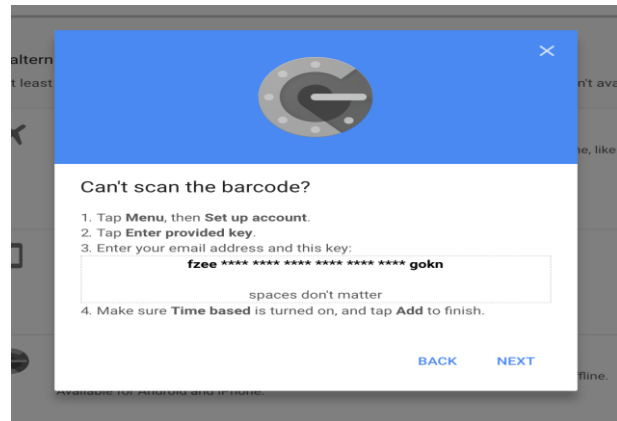 altern
t least
n't ava
ne, like
Can't scan the barcode?
1. Tap Menu, then Set up account.
2. Tap Enter provided key.
3. Enter your email address and this key:
fzee **** **** **** **** **** **** gokn
spaces don't matter
4. Make sure Time based is turned on, and tap Add to finish.
BACK NEXT
ffline.
Available for Android and iPhone.